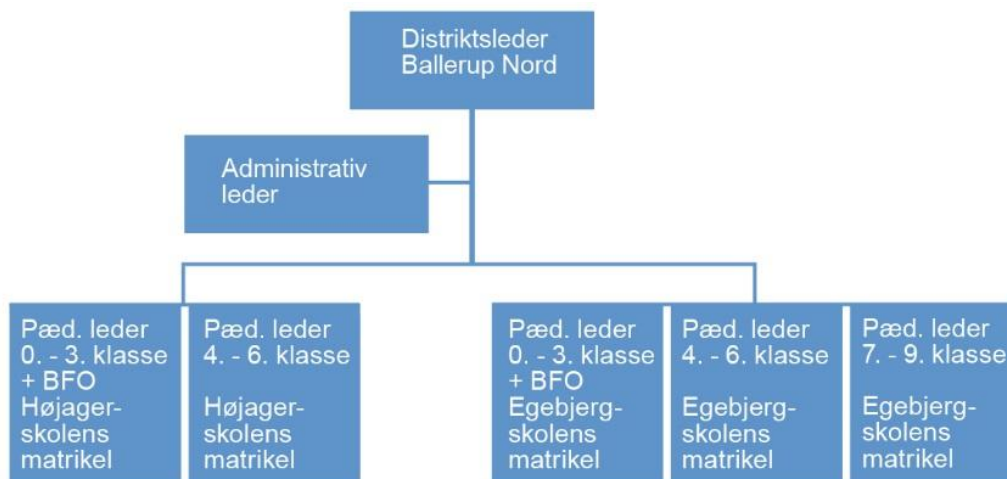 Distriktsleder
Ballerup Nord
Administrativ
leder
Pæd. leder
0. - 3. klasse
+ BFO
Højager-
skolens
matrikel
Pæd. leder
4. - 6. klasse
Højager-
skolens
matrikel
Pæd. leder
0. - 3. klasse
+ BFO
Egebjerg-
skolens
matrikel
Pæd. leder
4. - 6. klasse
Egebjerg-
skolens
matrikel
Pæd. leder
7. - 9. klasse
Egebjerg-
skolens
matrikel